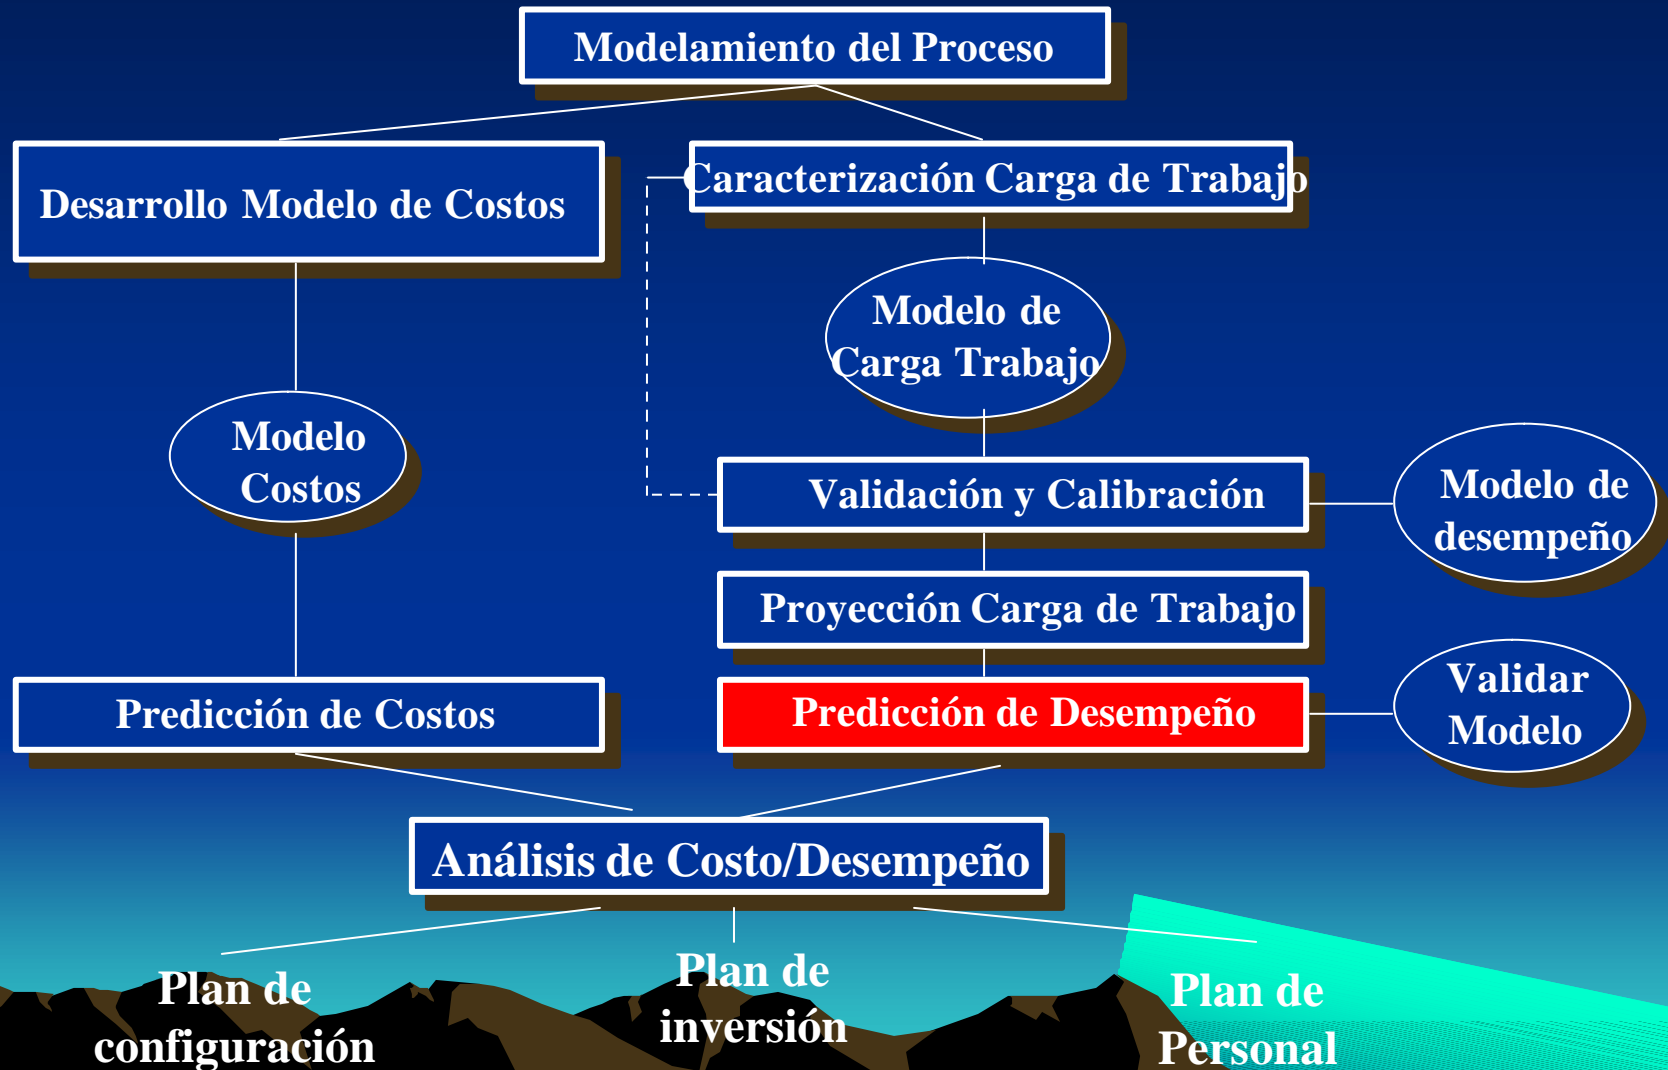 Modelamiento del Proceso
Desarrollo Modelo de Costos
Caracterización Carga de Trabajo
Modelo de
Carga Trabajo
Modelo
Costos
Validación y Calibración
Modelo de
desempeño
Proyección Carga de Trabajo
Predicción de Costos
Predicción de Desempeño
Validar
Modelo
Análisis de Costo/Desempeño
Plan de
configuración
Plan de
inversión
Plan de
Personal